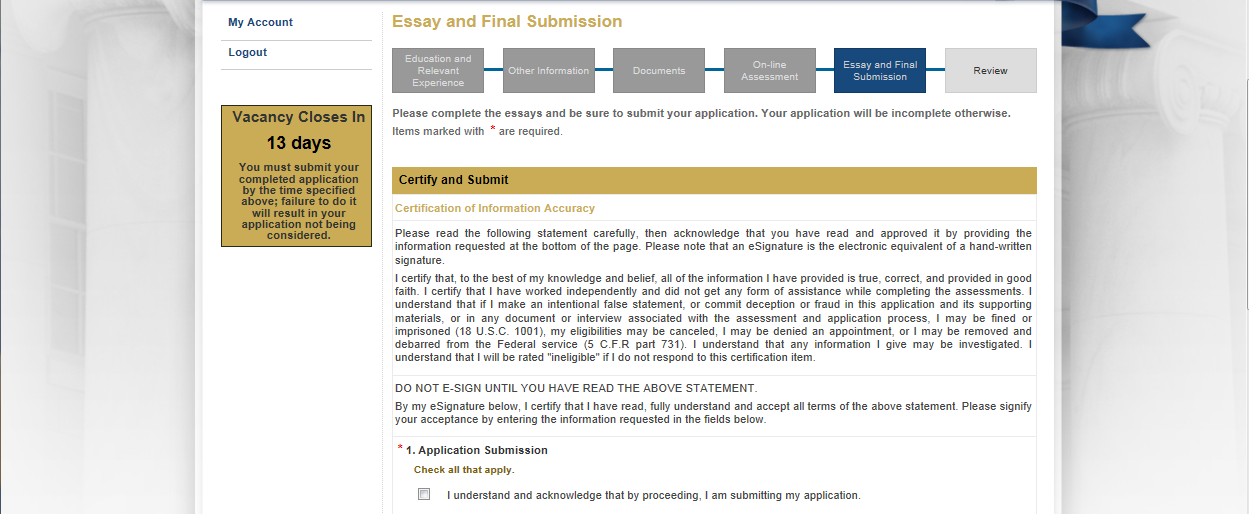 My Account
Logout
Vacancy Closes In
13 days
You must submit your
completed application
by the time specified
above; failure to do it
will result in your
application not being
considered.
Essay and Final Submission
Education and
Relevant
Experience
Other Information
Documents
On-line
Assessment
Essay and Final
Submission
Review
Please complete the essays and be sure to submit your application. Your application will be incomplete otherwise.
Items marked with * are required.
Certify and Submit
Certification of Information Accuracy
Please read the following statement carefully, then acknowledge that you have read and approved it by providing the
information requested at the bottom of the page. Please note that an eSignature is the electronic equivalent of a hand-written
signature.
I certify that, to the best of my knowledge and belief, all of the information I have provided is true, correct, and provided in good
faith. I certify that I have worked independently and did not get any form of assistance while completing the assessments. I
understand that if I make an intentional false statement, or commit deception or fraud in this application and its supporting
materials, or in any document or interview associated with the assessment and application process, I may be fined or
imprisoned (18 U.S.C. 1001), my eligibilities may be canceled, I may be denied an appointment, or I may be removed and
debarred from the Federal service (5 C.F.R part 731). I understand that any information I give may be investigated. I
understand that I will be rated "ineligible" if I do not respond to this certification item.
DO NOT E-SIGN UNTIL YOU HAVE READ THE ABOVE STATEMENT.
By my eSignature below, I certify that I have read, fully understand and accept all terms of the above statement. Please signify
your acceptance by entering the information requested in the fields below.
* 1. Application Submission
Check all that apply.
I understand and acknowledge that by proceeding, I am submitting my application.